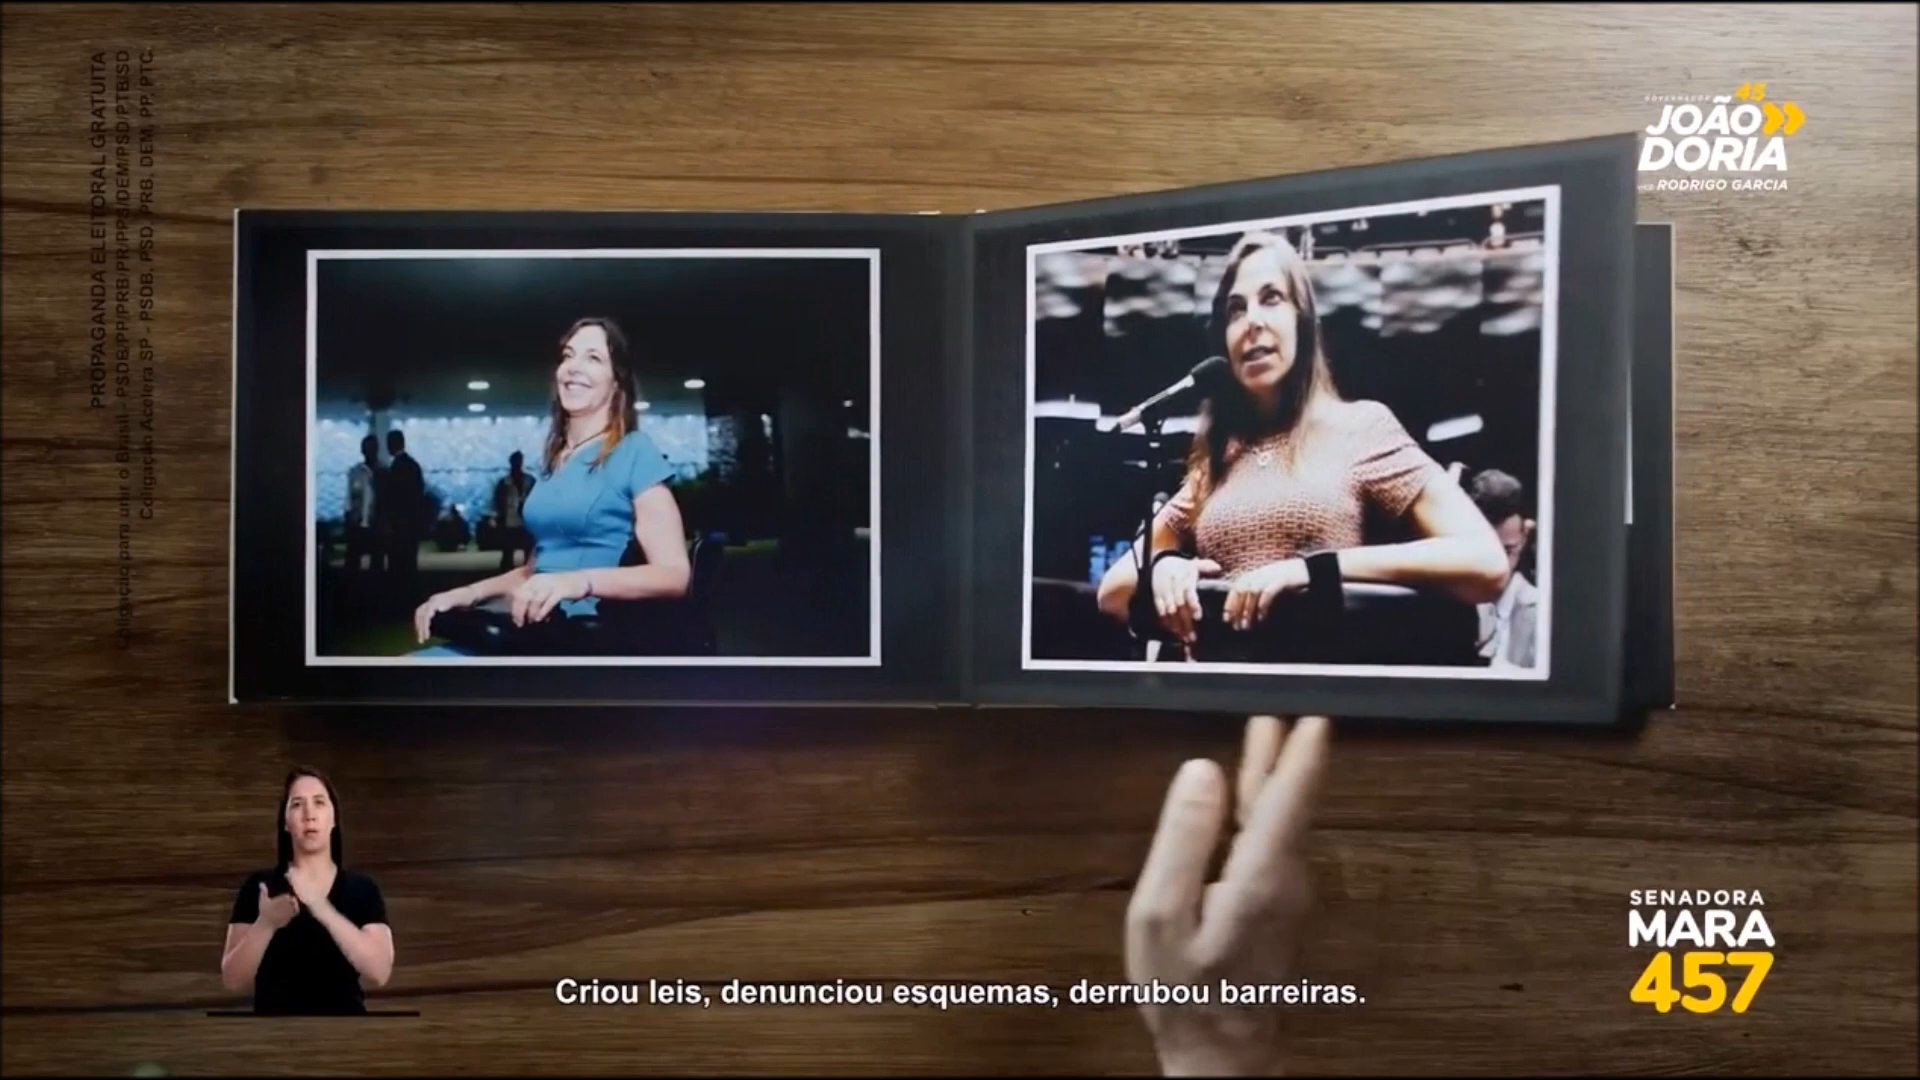 PROPAGANDA ELEITORAL GRATUITA
Coligação para unir o Brasil - PSDB/PP/PRB/PR/PPS/DEM/PSD/PTB/SD
Coligação Acelera SP - PSDB, PSD, PRB, DEM, PP, PTC.
45
GOVERNADOR
JOÃO
DORIA
VICE RODRIGO GARCIA
Criou leis, denunciou esquemas, derrubou barreiras.
SENADORA
MARA
457